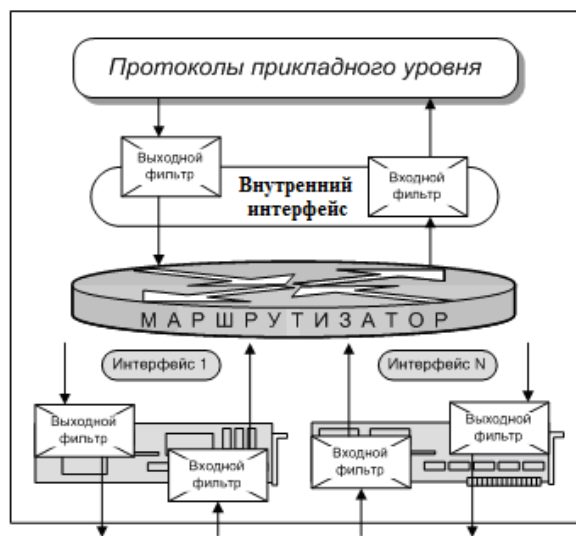 Протоколы прикладного уровня
Выходной
фильтр
Внутренний
интерфейс
Входной
фильтр
МАРШРУТИЗАТОР
Интерфейс 1
Интерфейс N
Выходной
фильтр
Входной
фильтр
Входной
фильтр
Выходной
фильтр